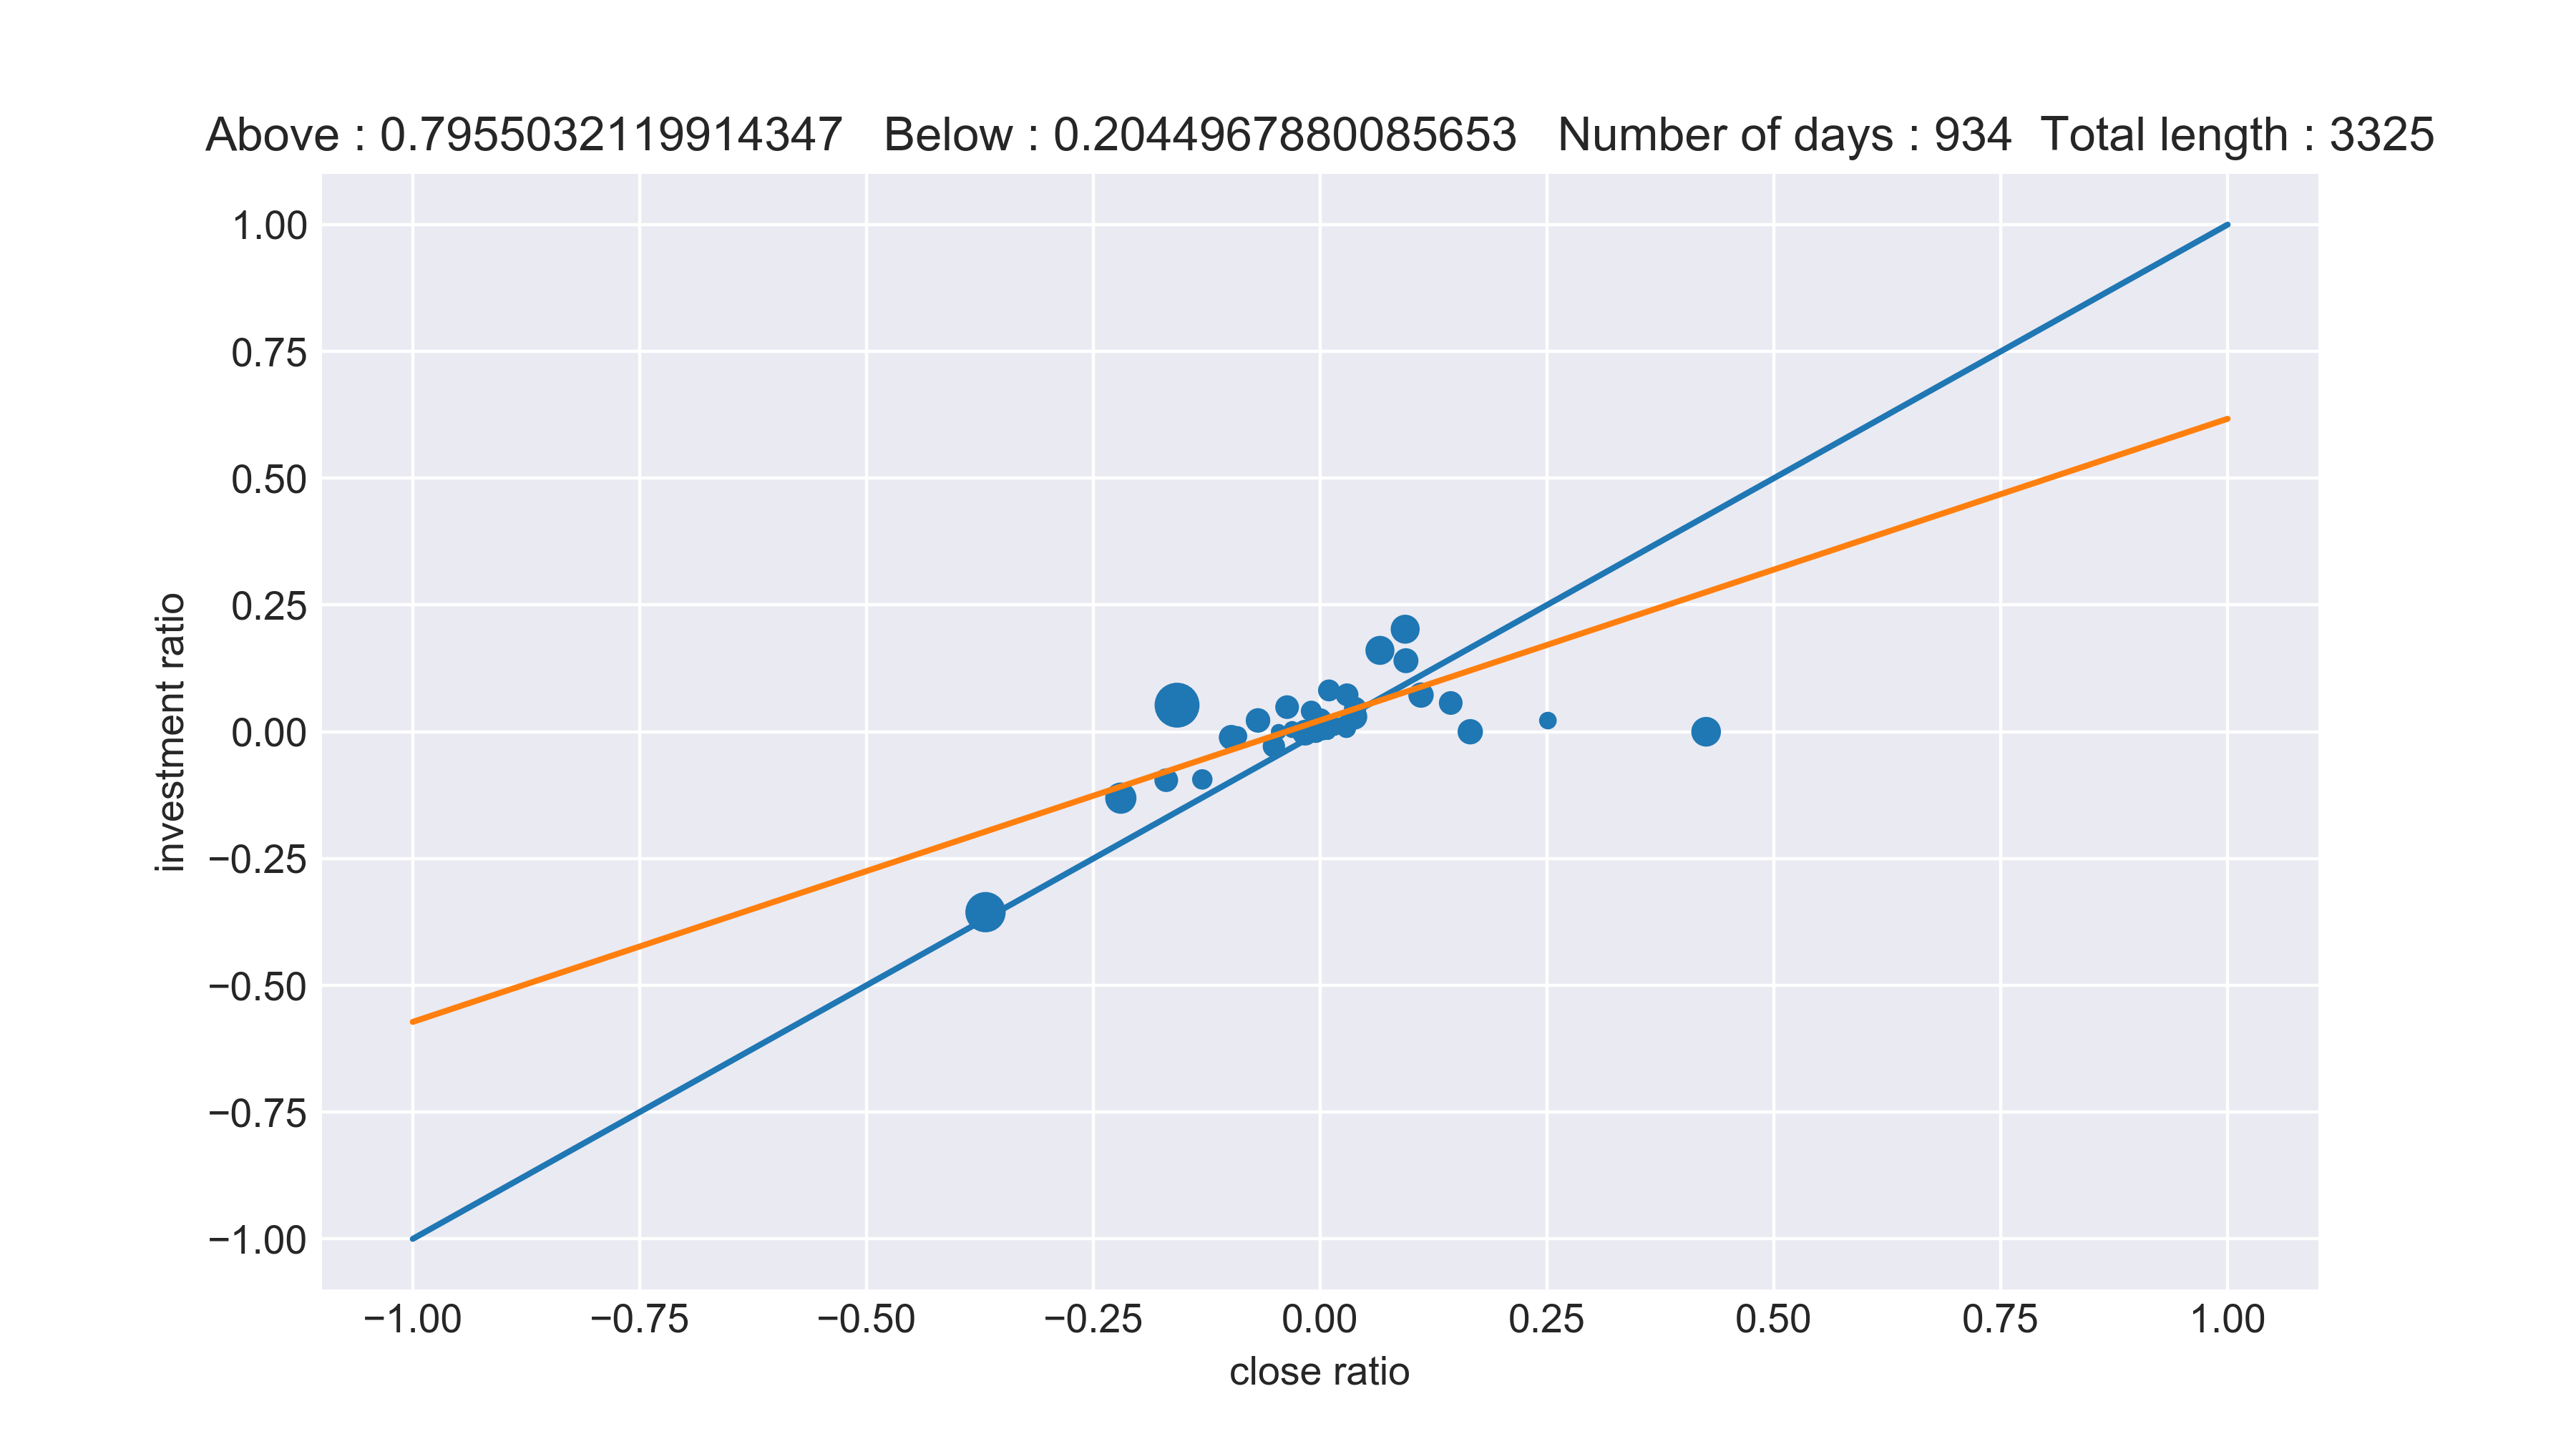 Above : 0.7955032119914347   Below : 0.2044967880085653   Number of days : 934  Total length : 3325
1.00
0.75
0.50
0.25
0.00
−0.25
−0.50
−0.75
−1.00
investment ratio
−1.00 −0.75 −0.50 −0.25 0.00 0.25 0.50 0.75 1.00
close ratio